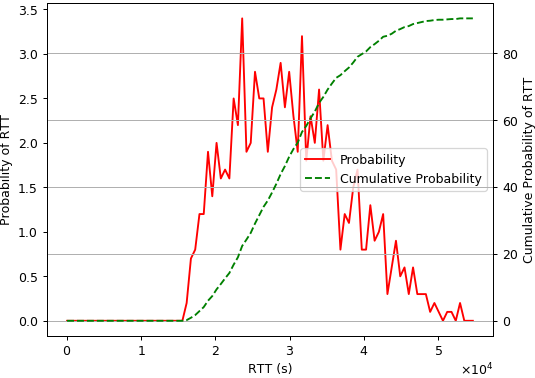 3.5
3.0
2.5
2.0
1.5
1.0
0.5
0.0
Probability of RTT
80
60
40
20
0
Cumulative Probability of RTT
Probability
Cumulative Probability
0 1 2 3 4 5
×10⁴
RTT (s)